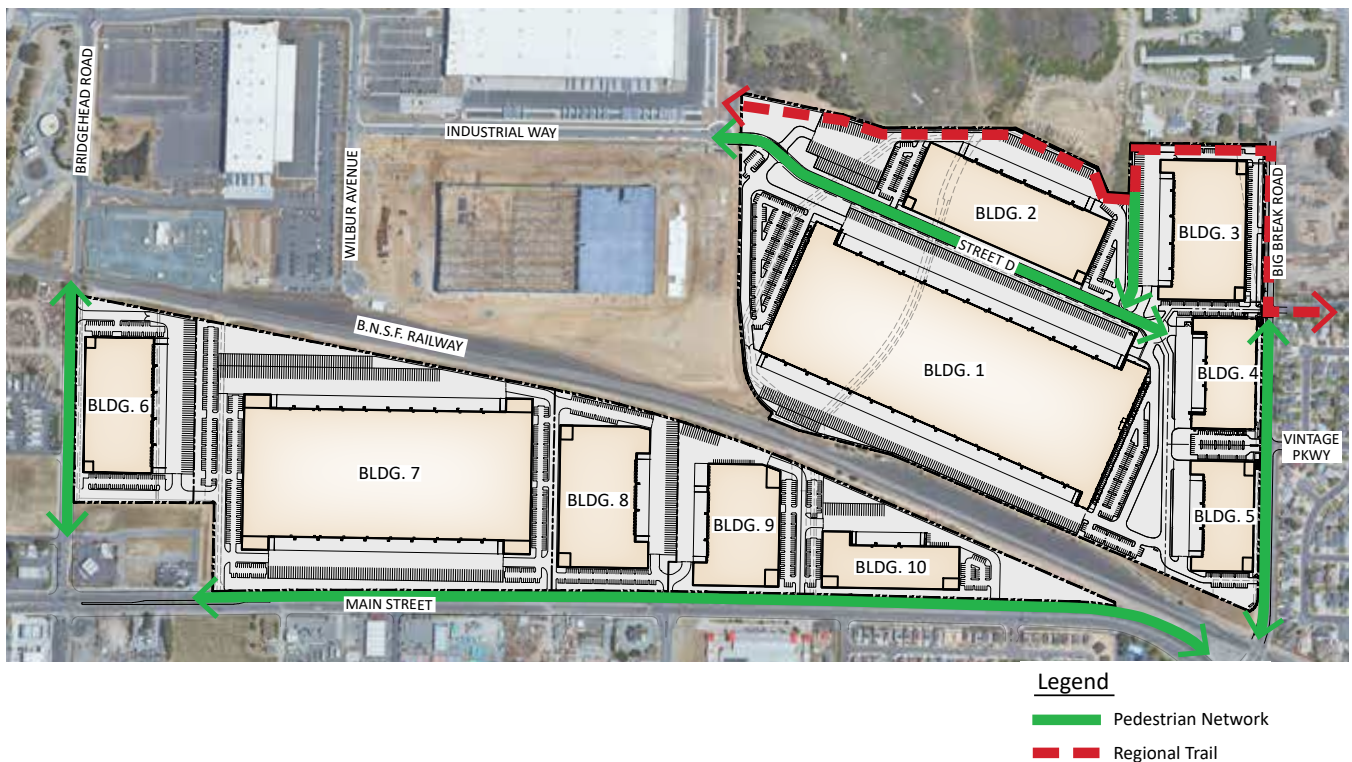 BRIDGEHEAD ROAD
INDUSTRIAL WAY
WILBUR AVENUE
BLDG. 2
BLDG. 3
BIG BREAK ROAD
STREET D
B.N.S.F. RAILWAY
BLDG. 1
BLDG. 4
BLDG. 6
VINTAGE
PKWY
BLDG. 7
BLDG. 8
BLDG. 5
BLDG. 9
BLDG. 10
MAIN STREET
Legend
Pedestrian Network
Regional Trail